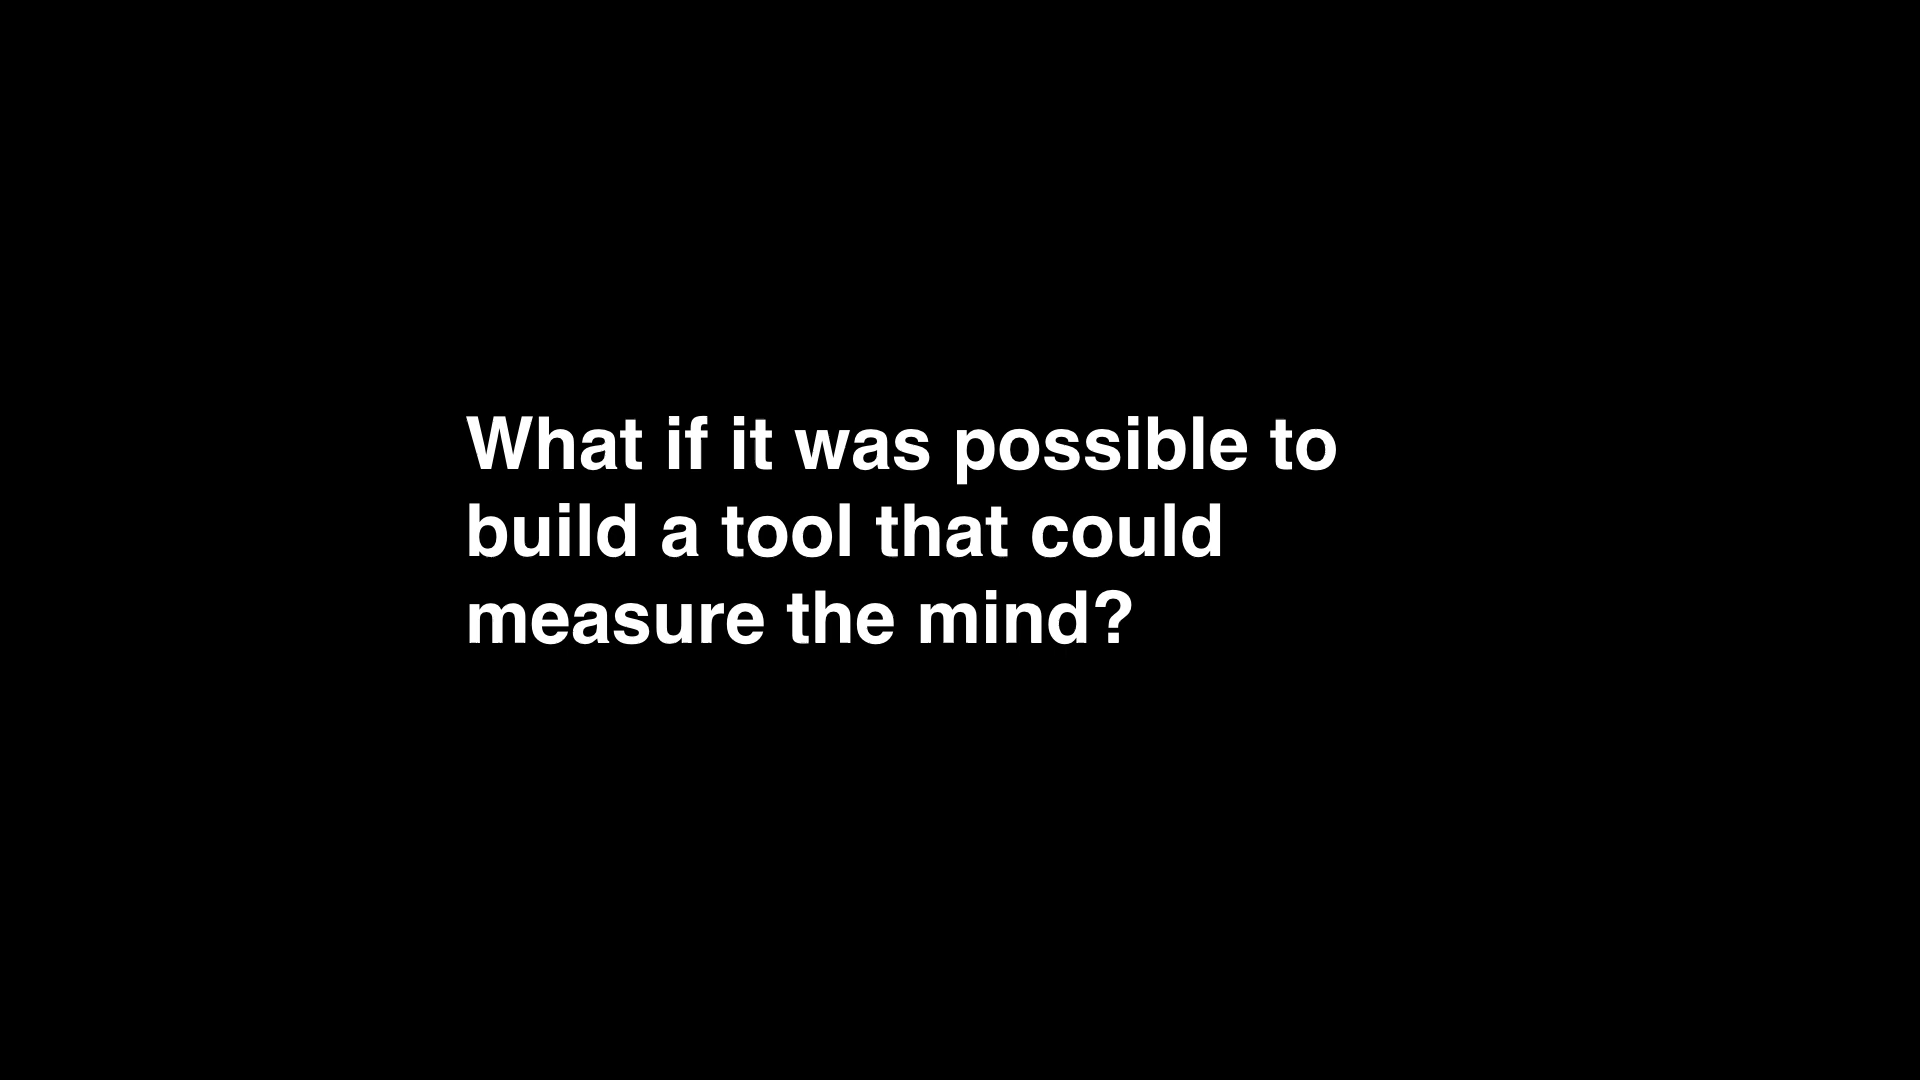 What if it was possible to
build a tool that could
measure the mind?